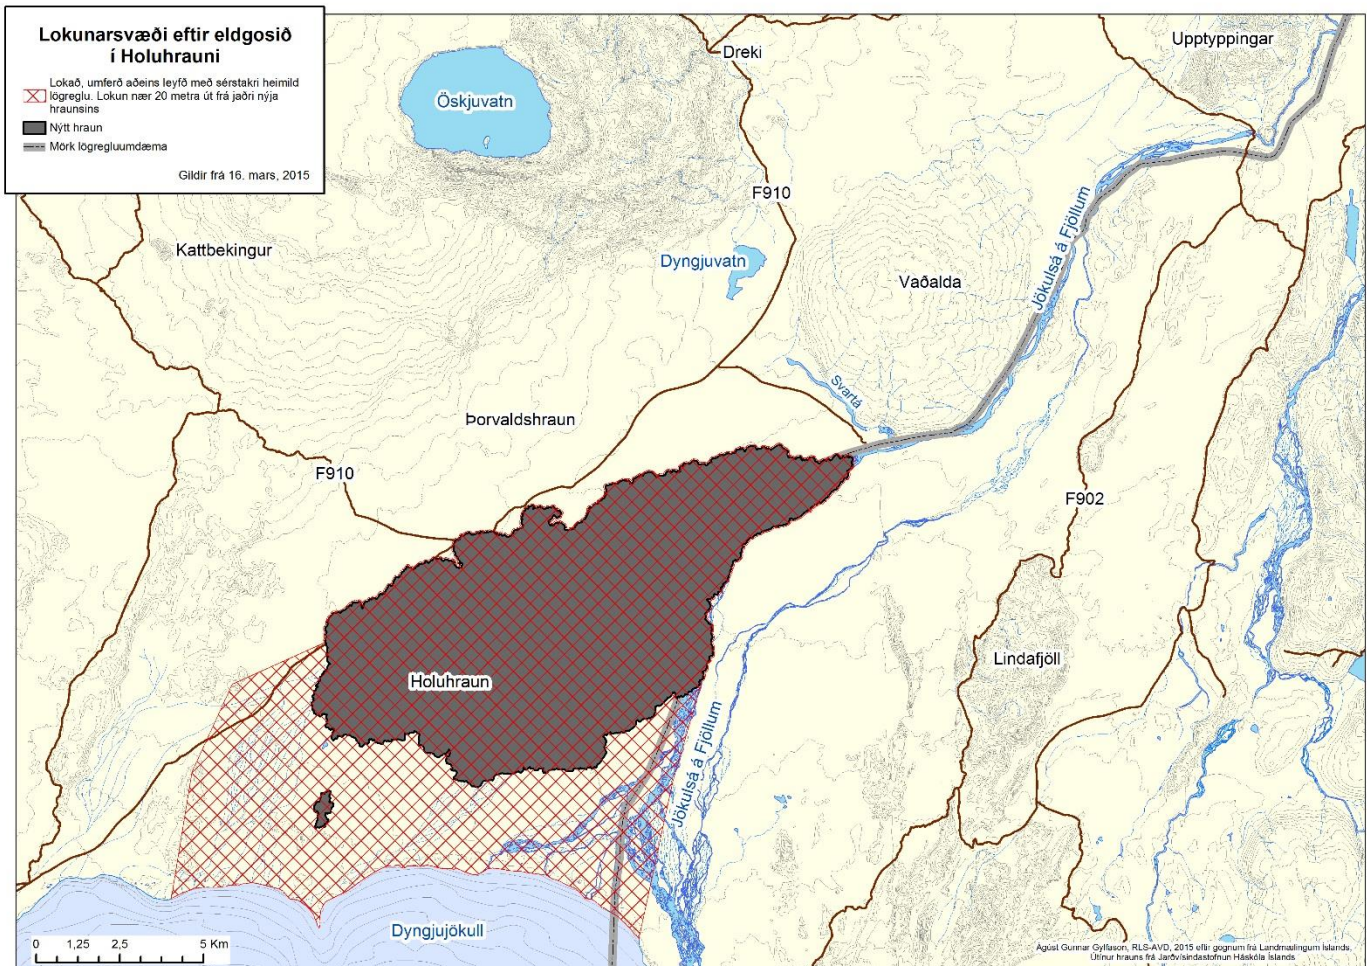 Lokunarsvæði eftir eldgosið
í Holuhrauni
Lokað, umferð aðeins leyfð með sérstakri heimild
lögreglu. Lokun nær 20 metra út frá jaðri nýja
hraunsins
Nýtt hraun
Mörk lögregluumdæma
Gildir frá 16. mars, 2015
Upptyppingar
Dreki
Öskjuvatn
F910
Kattbekingur
Dyngjuvatn
Vaðalda
Jökulsá á Fjöllum
Svartá
Þorvaldshraun
F910
F902
Lindafjöll
Holuhraun
Jökulsá á Fjöllum
Dyngjujökull
0 1,25 2,5 5 Km
Ágúst Gunnar Gylfason, RLS-AVD, 2015 eftir gögnum frá Landmælingum Íslands,
Útlínur hrauns frá Jarðvísindastofnun Háskóla Íslands